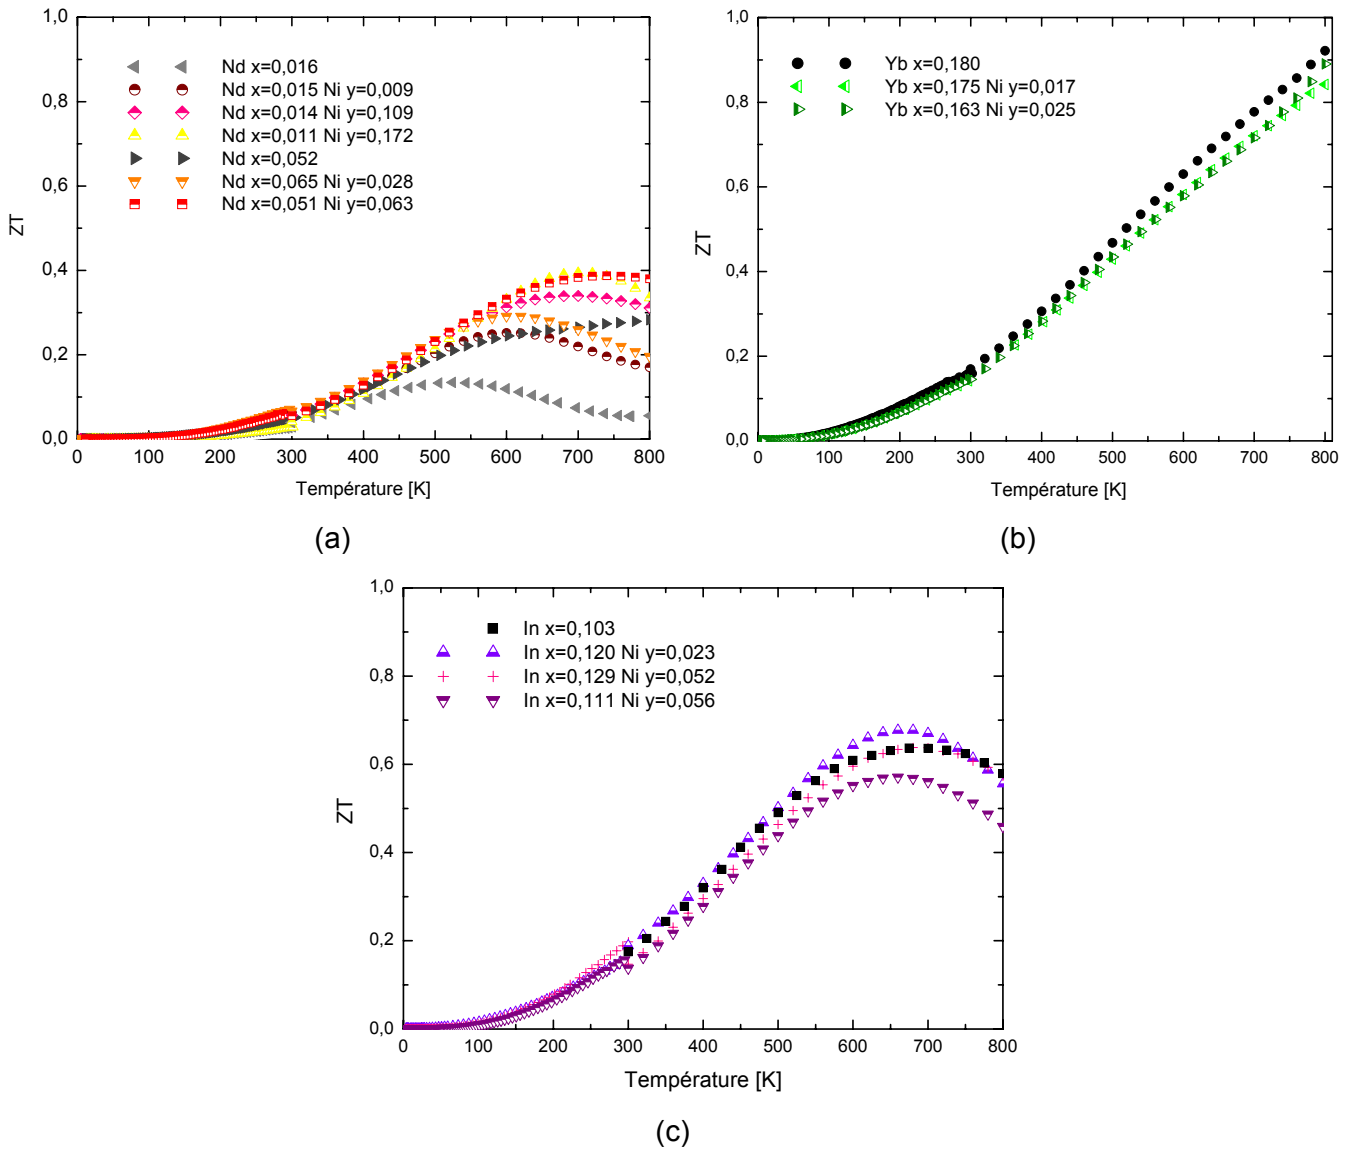 1,0
0,8
0,6
0,4
0,2
0,0
ZT
Nd x=0,016
Nd x=0,015 Ni y=0,009
Nd x=0,014 Ni y=0,109
Nd x=0,011 Ni y=0,172
Nd x=0,052
Nd x=0,065 Ni y=0,028
Nd x=0,051 Ni y=0,063
0 100 200 300 400 500 600 700 800
Température [K]
(a)
1,0
0,8
0,6
0,4
0,2
0,0
ZT
Yb x=0,180
Yb x=0,175 Ni y=0,017
Yb x=0,163 Ni y=0,025
0 100 200 300 400 500 600 700 800
Température [K]
(b)
1,0
0,8
0,6
0,4
0,2
0,0
ZT
In x=0,103
In x=0,120 Ni y=0,023
In x=0,129 Ni y=0,052
In x=0,111 Ni y=0,056
0 100 200 300 400 500 600 700 800
Température [K]
(c)